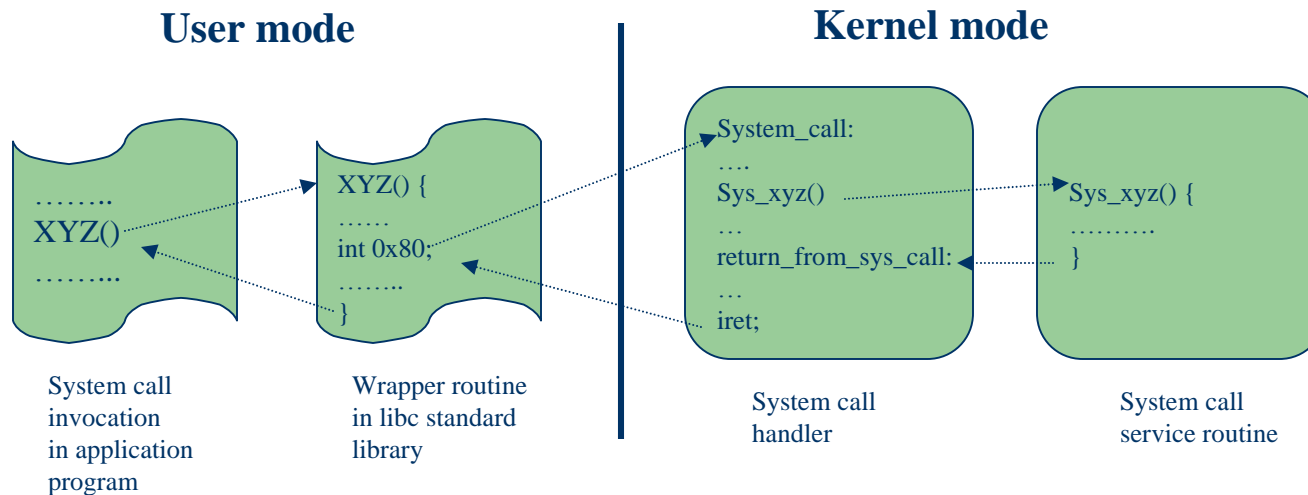 User mode
Kernel mode
……..
XYZ()
……...
XYZ() {
……
int 0x80;
……..
}
System_call:
….
Sys_xyz()
…
return_from_sys_call:
…
iret;
Sys_xyz() {
……….
}
System call
invocation
in application
program
Wrapper routine
in libc standard
library
System call
handler
System call
service routine